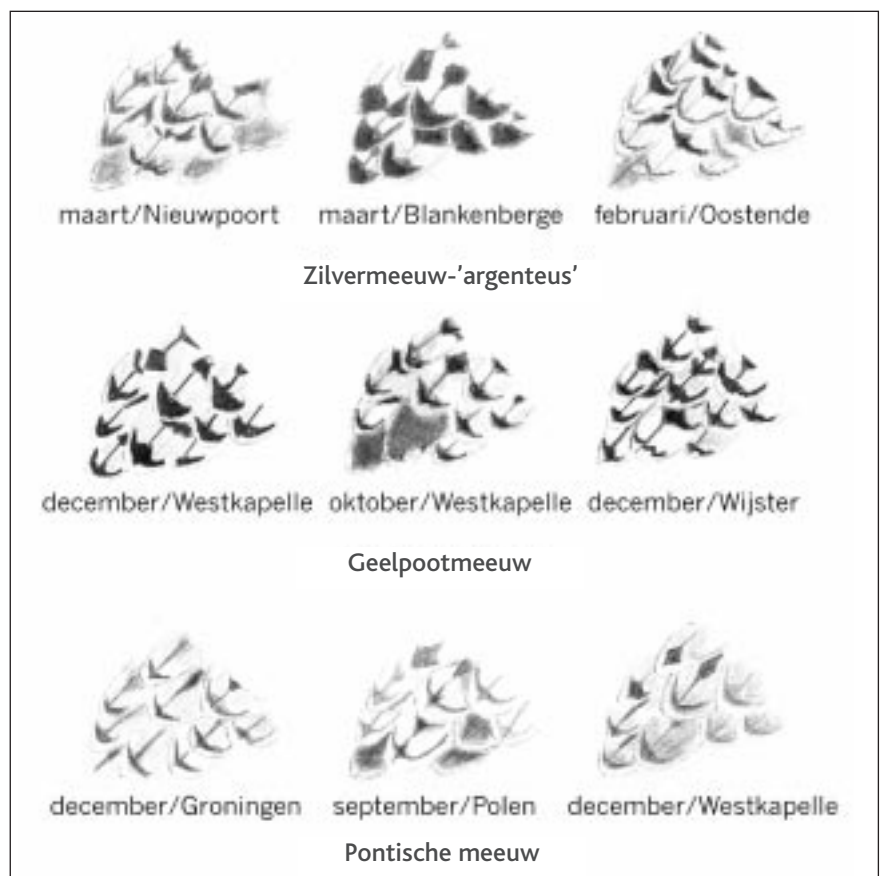 maart/Nieuwpoort maart/Blankenberge februari/Oostende
Zilvermeeuw-'argenteus'
december/Westkapelle oktober/Westkapelle december/Wijster
Geelpootmeeuw
december/Groningen september/Polen december/Westkapelle
Pontische meeuw